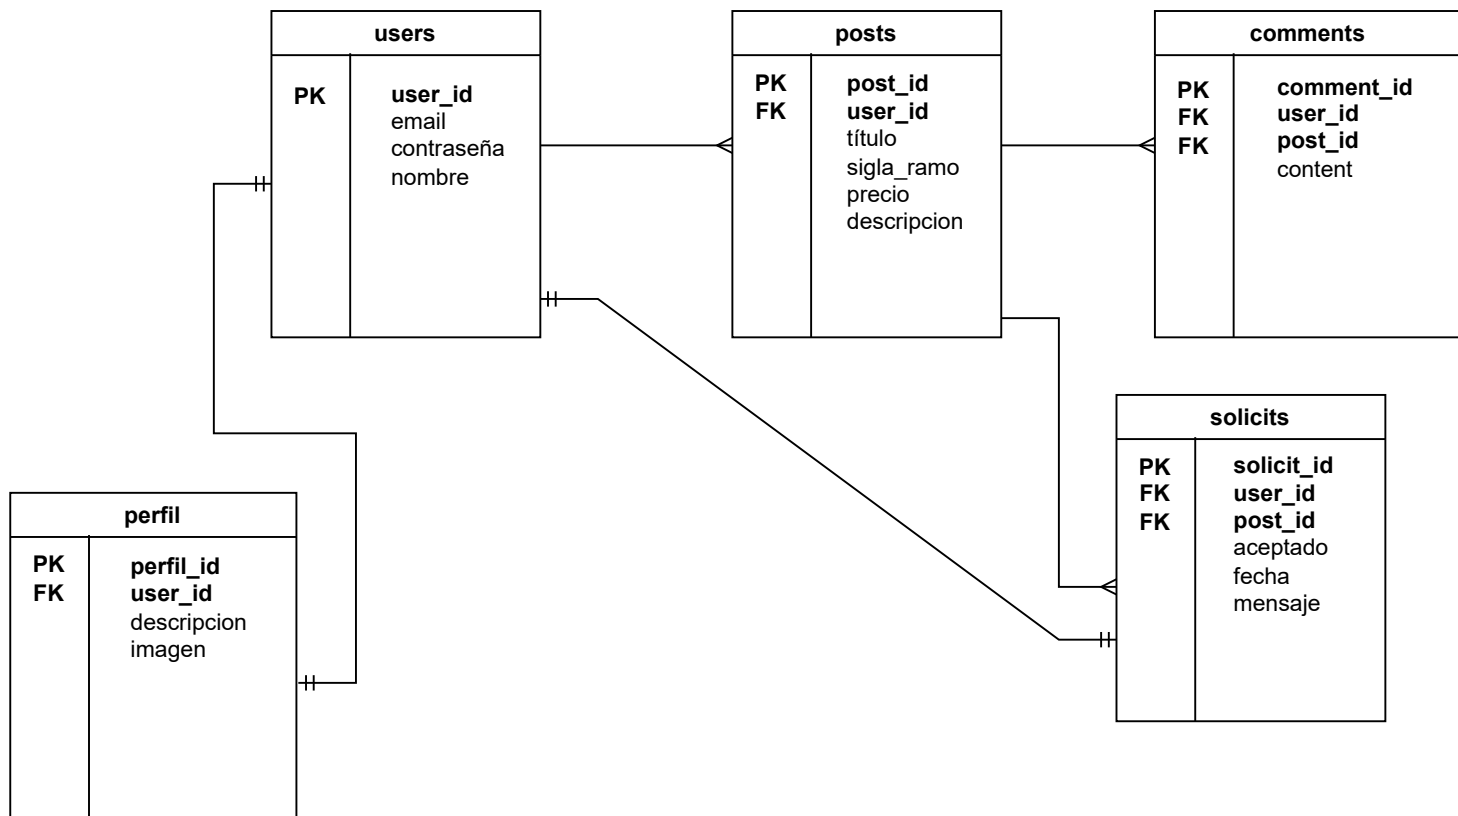 users
PK user_id
email
contraseña
nombre
posts
PK post_id
FK user_id
título
sigla_ramo
precio
descripcion
comments
PK comment_id
FK user_id
FK post_id
content
solicits
PK solicit_id
FK user_id
FK post_id
aceptado
fecha
mensaje
perfil
PK perfil_id
FK user_id
descripcion
imagen